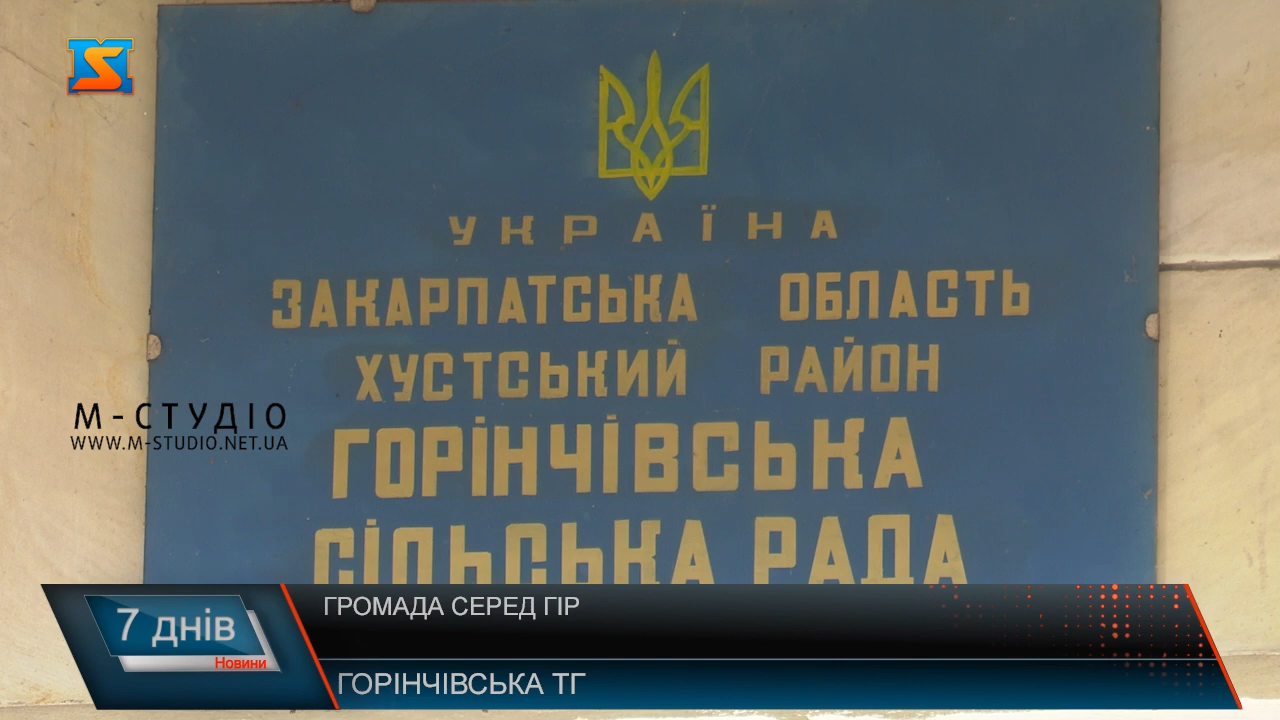 УКРАЇНА
ЗАКАРПАТСЬКА ОБЛАСТЬ
ХУСТСЬКИЙ РАЙОН
ГОРІНЧІВСЬКА
СІЛЬСЬКА РАДА
М-СТУДІО
WWW.M-STUDIO.NET.UA
7 днів
Новини
ГРОМАДА СЕРЕД ГІР
ГОРІНЧІВСЬКА ТГ